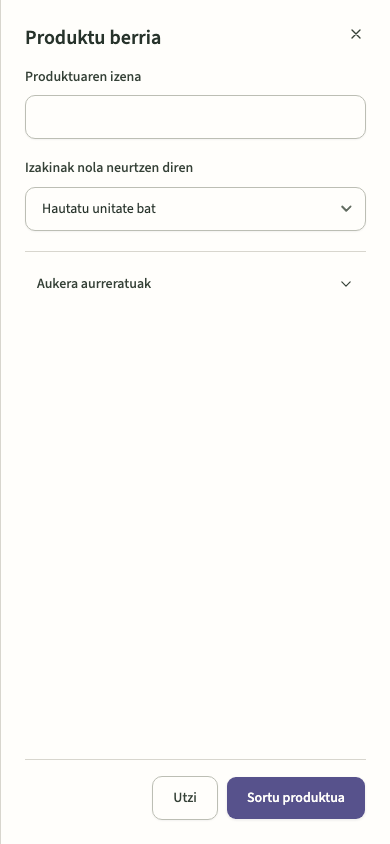 Produktu berria
Produktuaren izena
Izakinak nola neurtzen diren
Hautatu unitate bat
Aukera aurreratuak
Utzi
Sortu produktua